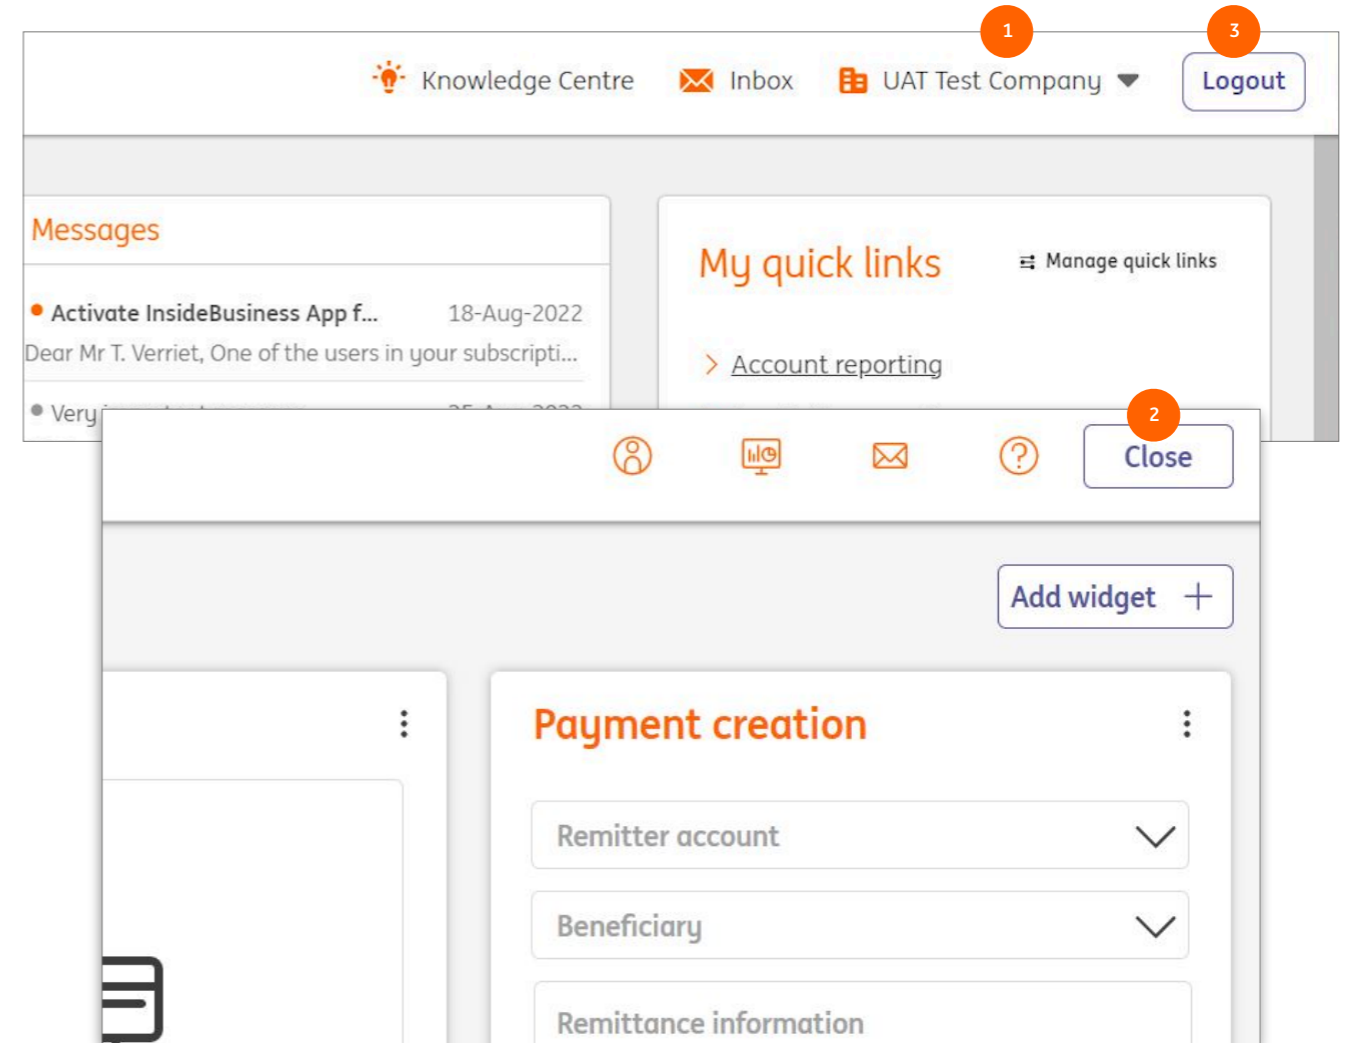 1
3
Knowledge Centre
Inbox
UAT Test Company
Logout
Messages
My quick links
Manage quick links
Activate InsideBusiness App f...
18-Aug-2022
Dear Mr T. Verriet, One of the users in your subscripti...
Account reporting
Very
2
Close
Add widget
Payment creation
Remitter account
Beneficiary
Remittance information